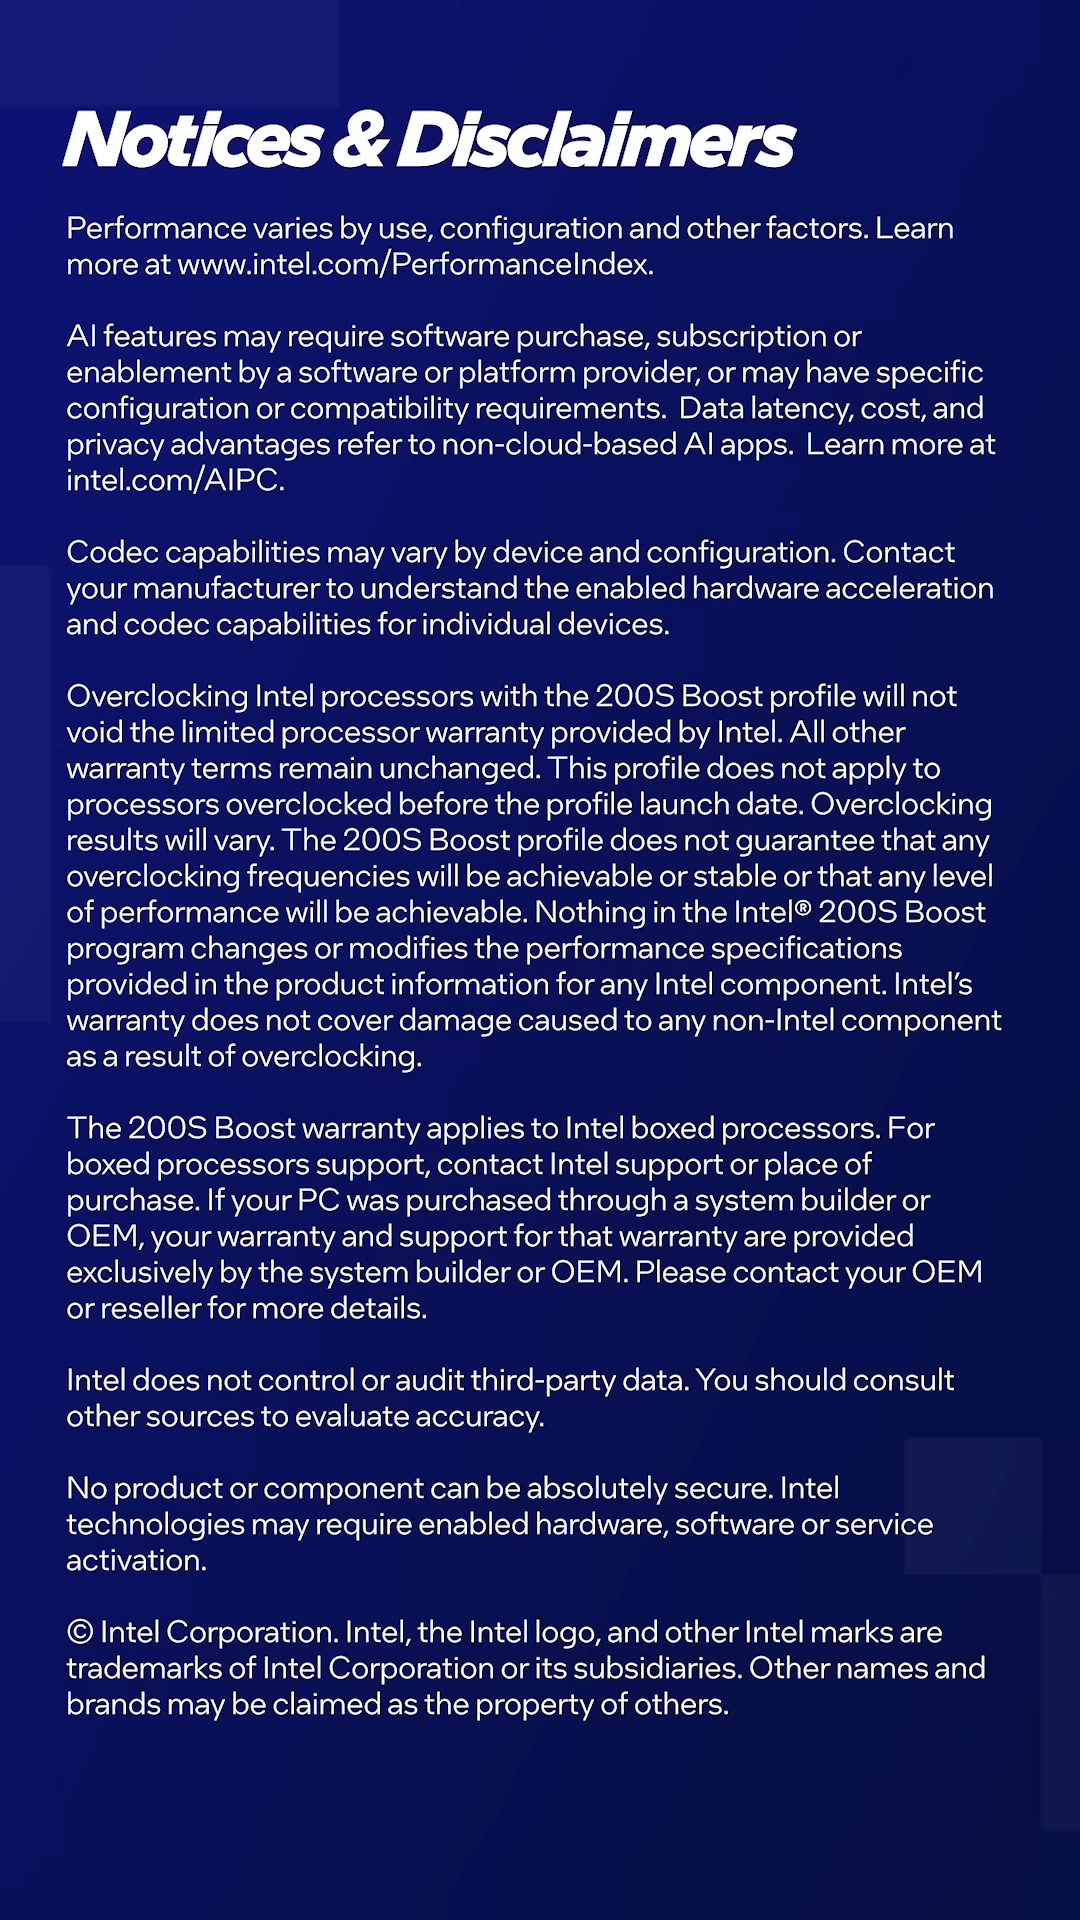 Notices & Disclaimers
Performance varies by use, configuration and other factors. Learn
more at www.intel.com/PerformanceIndex.
AI features may require software purchase, subscription or
enablement by a software or platform provider, or may have specific
configuration or compatibility requirements.  Data latency, cost, and
privacy advantages refer to non-cloud-based AI apps.  Learn more at
intel.com/AIPC.
Codec capabilities may vary by device and configuration. Contact
your manufacturer to understand the enabled hardware acceleration
and codec capabilities for individual devices.
Overclocking Intel processors with the 200S Boost profile will not
void the limited processor warranty provided by Intel. All other
warranty terms remain unchanged. This profile does not apply to
processors overclocked before the profile launch date. Overclocking
results will vary. The 200S Boost profile does not guarantee that any
overclocking frequencies will be achievable or stable or that any level
of performance will be achievable. Nothing in the Intel® 200S Boost
program changes or modifies the performance specifications
provided in the product information for any Intel component. Intel’s
warranty does not cover damage caused to any non-Intel component
as a result of overclocking.
The 200S Boost warranty applies to Intel boxed processors. For
boxed processors support, contact Intel support or place of
purchase. If your PC was purchased through a system builder or
OEM, your warranty and support for that warranty are provided
exclusively by the system builder or OEM. Please contact your OEM
or reseller for more details.
Intel does not control or audit third-party data. You should consult
other sources to evaluate accuracy.
No product or component can be absolutely secure. Intel
technologies may require enabled hardware, software or service
activation.
© Intel Corporation. Intel, the Intel logo, and other Intel marks are
trademarks of Intel Corporation or its subsidiaries. Other names and
brands may be claimed as the property of others.